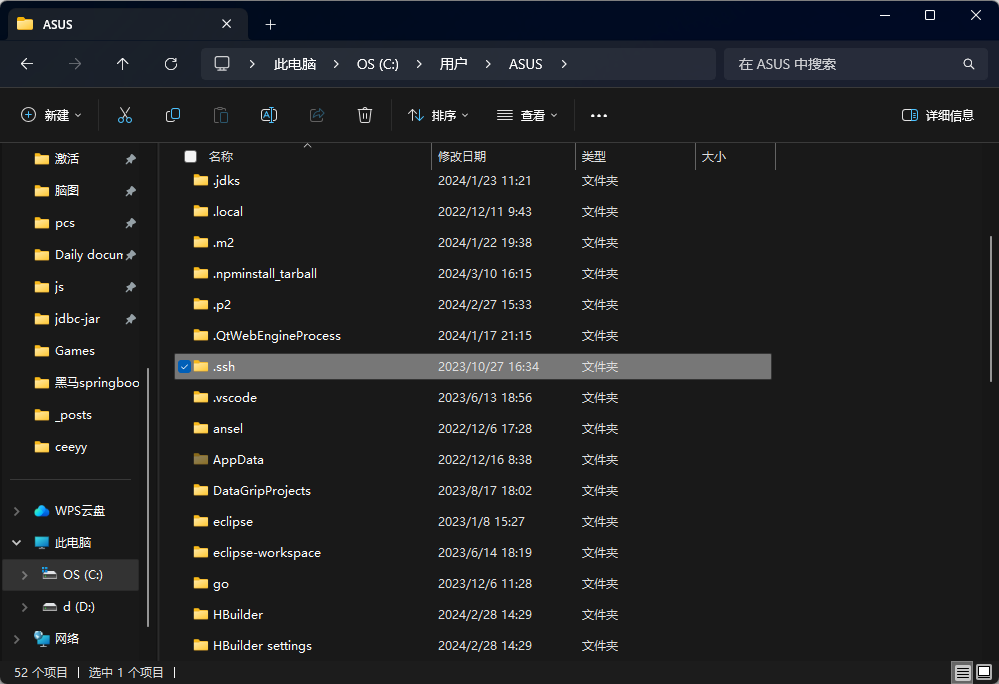 ASUS
此电脑 OS (C:) 用户 ASUS
在 ASUS 中搜索
新建 排序 查看 详细信息
激活
脑图
pcs
Daily docum
js
jdbc-jar
Games
黑马springboo
_posts
ceeyy
WPS云盘
此电脑
OS (C:)
d (D:)
网络
名称 修改日期 类型 大小
.jdks 2024/1/23 11:21 文件夹
.local 2022/12/11 9:43 文件夹
.m2 2024/1/22 19:38 文件夹
.npminstall_tarball 2024/3/10 16:15 文件夹
.p2 2024/2/27 15:33 文件夹
.QtWebEngineProcess 2024/1/17 21:15 文件夹
.ssh 2023/10/27 16:34 文件夹
.vscode 2023/6/13 18:56 文件夹
ansel 2022/12/6 17:28 文件夹
AppData 2022/12/16 8:38 文件夹
DataGripProjects 2023/8/17 18:02 文件夹
eclipse 2023/1/8 15:27 文件夹
eclipse-workspace 2023/6/14 18:19 文件夹
go 2023/12/6 11:28 文件夹
HBuilder 2024/2/28 14:29 文件夹
HBuilder settings 2024/2/28 14:29 文件夹
52 个项目 选中 1 个项目